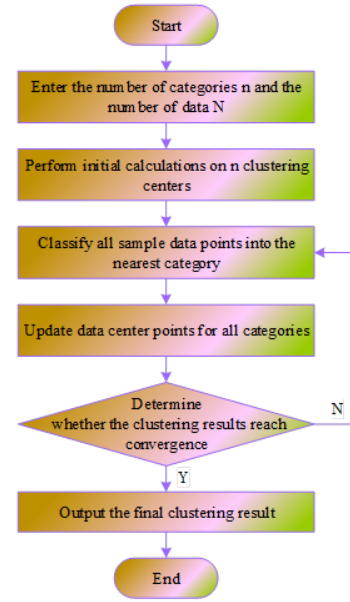 Start
Enter the number of categories n and the
number of data N
Perform initial calculations on n clustering
centers
Classify all sample data points into the
nearest category
Update data center points for all categories
Determine
whether the clustering results reach
convergence
N
Y
Output the final clustering result
End